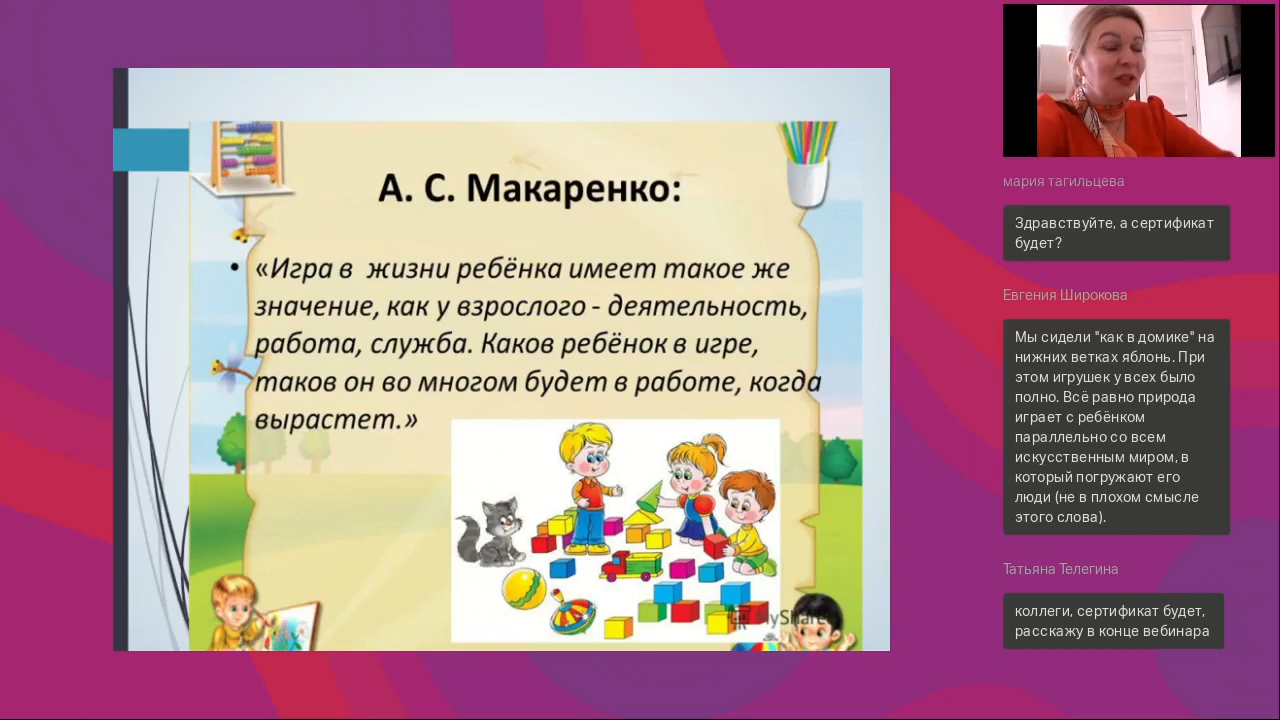 А. С. Макаренко:
• «Игра в жизни ребёнка имеет такое же
значение, как у взрослого - деятельность,
работа, служба. Каков ребёнок в игре,
таков он во многом будет в работе, когда
вырастет.»
MyShared
мария тагильцева
Здравствуйте, а сертификат
будет?
Евгения Широкова
Мы сидели "как в домике" на
нижних ветках яблонь. При
этом игрушек у всех было
полно. Всё равно природа
играет с ребёнком
параллельно со всем
искусственным миром, в
который погружают его
люди (не в плохом смысле
этого слова).
Татьяна Телегина
коллеги, сертификат будет,
расскажу в конце вебинара